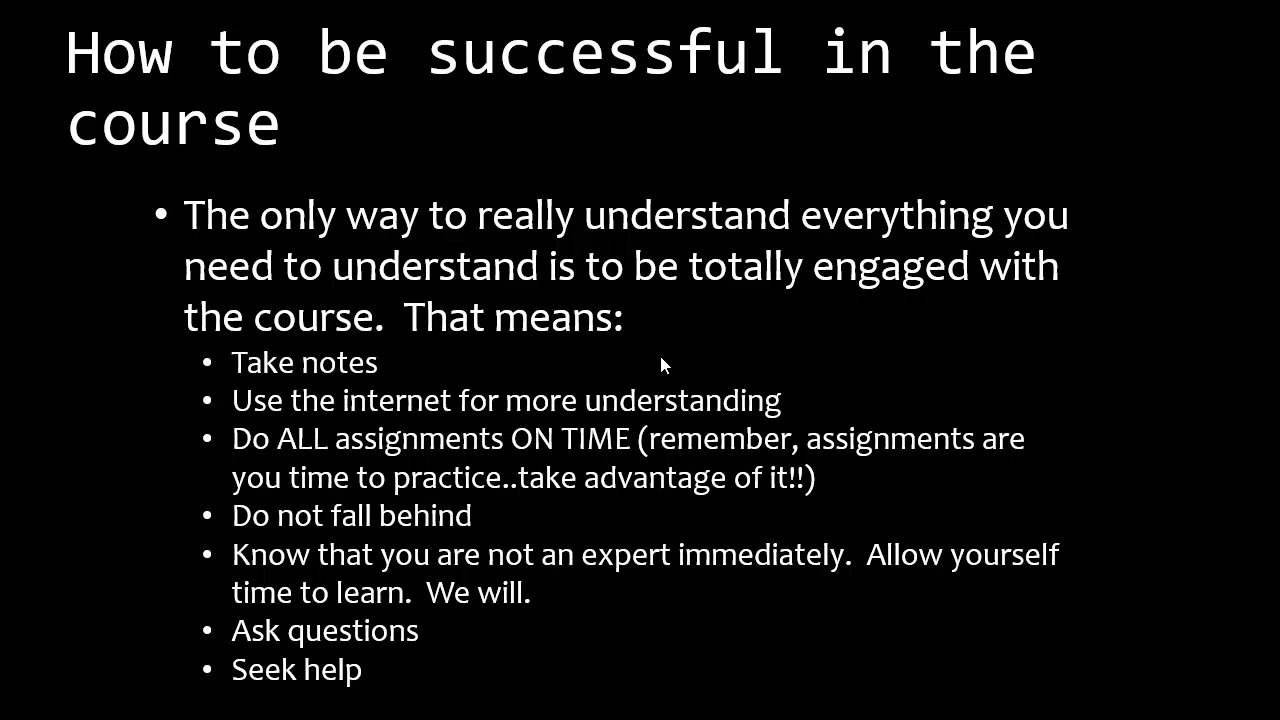 How to be successful in the
course
• The only way to really understand everything you
need to understand is to be totally engaged with
the course.  That means:
• Take notes
• Use the internet for more understanding
• Do ALL assignments ON TIME (remember, assignments are
you time to practice..take advantage of it!!)
• Do not fall behind
• Know that you are not an expert immediately.  Allow yourself
time to learn.  We will.
• Ask questions
• Seek help